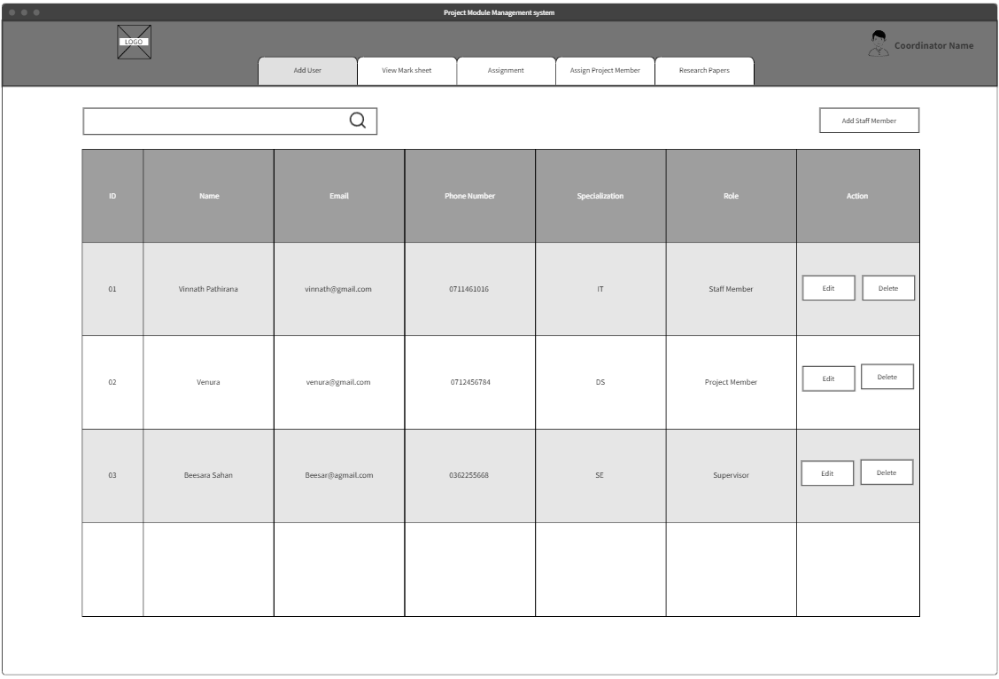 Project Module Management system
LOGO
Coordinator Name
Add User View Mark sheet Assignment Assign Project Member Research Papers
Add Staff Member
ID Name Email Phone Number Specialization Role Action
01 Vinnath Pathirana vinnath@gmail.com 0711461016 IT Staff Member Edit Delete
02 Venura venura@gmail.com 0712456784 DS Project Member Edit Delete
03 Beesara Sahan Beesar@agmail.com 0362255668 SE Supervisor Edit Delete